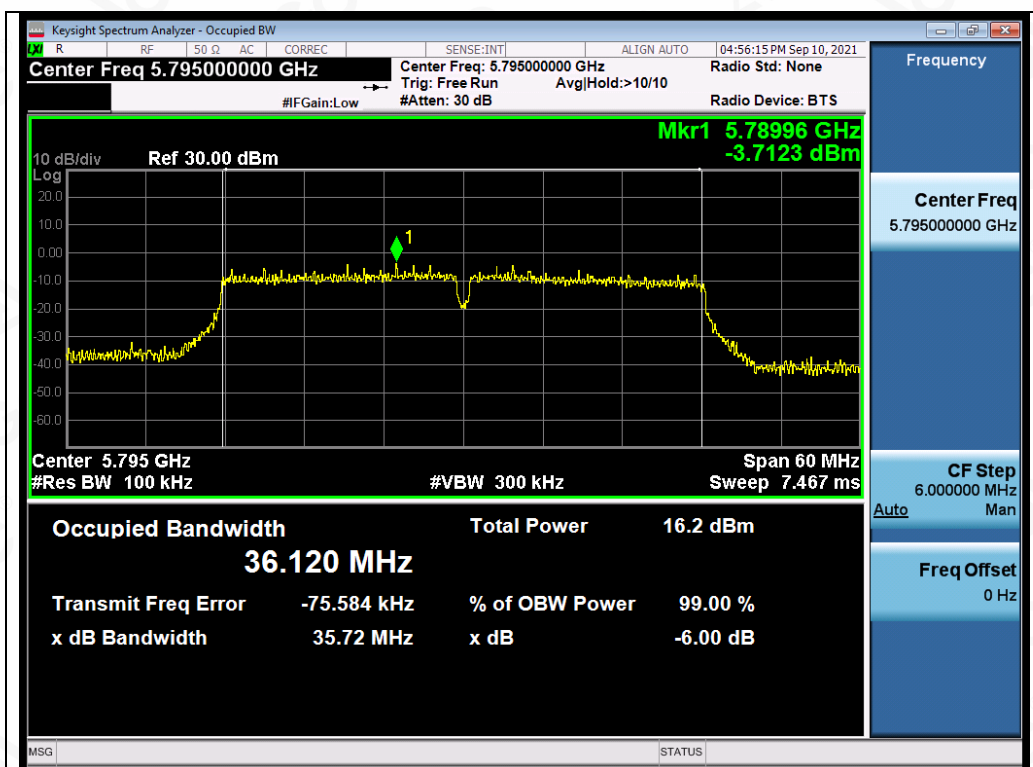 Keysight Spectrum Analyzer - Occupied BW
LXI R RF 50 Ω AC CORREC SENSE:INT ALIGN AUTO 04:56:15 PM Sep 10, 2021
Center Freq 5.795000000 GHz Center Freq: 5.795000000 GHz Radio Std: None
Trig: Free Run Avg|Hold:>10/10
#IFGain:Low #Atten: 30 dB Radio Device: BTS
Mkr1 5.78996 GHz
10 dB/div Ref 30.00 dBm -3.7123 dBm
Log
20.0
10.0
0.00
-10.0
-20.0
-30.0
-40.0
-50.0
-60.0
1
Center 5.795 GHz Span 60 MHz
#Res BW 100 kHz #VBW 300 kHz Sweep 7.467 ms
Occupied Bandwidth Total Power 16.2 dBm
36.120 MHz
Transmit Freq Error -75.584 kHz % of OBW Power 99.00 %
x dB Bandwidth 35.72 MHz x dB -6.00 dB
MSG STATUS
Frequency
Center Freq
5.795000000 GHz
CF Step
6.000000 MHz
Auto Man
Freq Offset
0 Hz